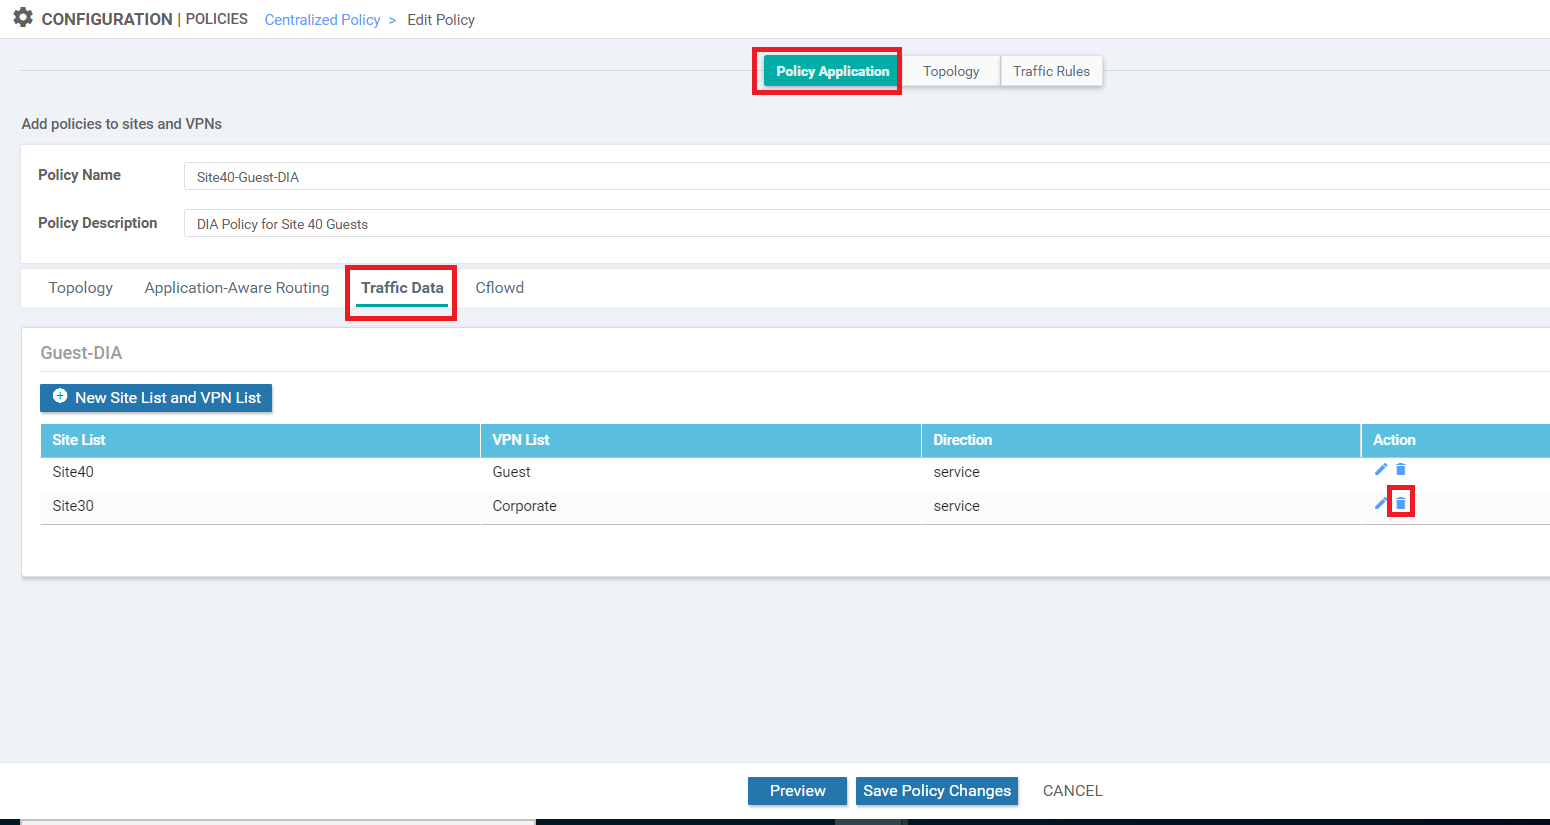 CONFIGURATION | POLICIES Centralized Policy > Edit Policy
Policy Application Topology Traffic Rules
Add policies to sites and VPNs
Policy Name Site40-Guest-DIA
Policy Description DIA Policy for Site 40 Guests
Topology Application-Aware Routing Traffic Data Cflowd
Guest-DIA
New Site List and VPN List
Site List VPN List Direction Action
Site40 Guest service
Site30 Corporate service
Preview Save Policy Changes CANCEL